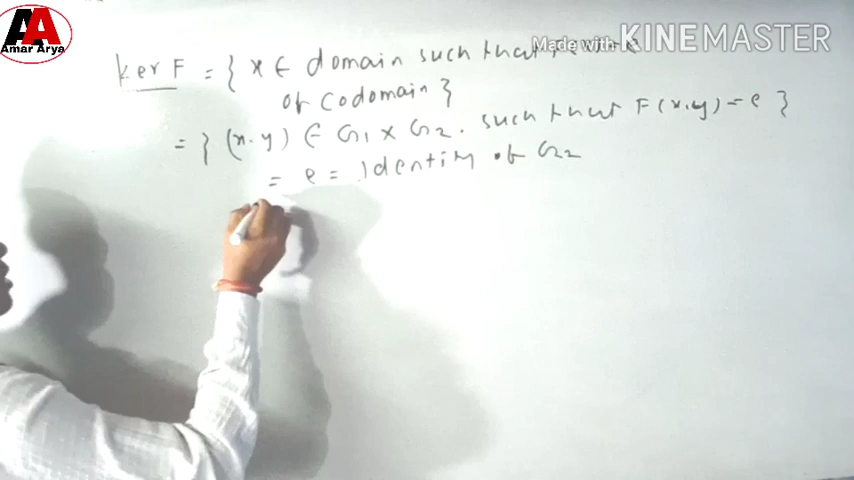 AA
Amar Arya
Made with KINEMASTER
Ker F = { x ∈ domain such that
of codomain }
= { (x, y) ∈ G1 × G2. such that F(x, y) = e }
= e = Identity of G2